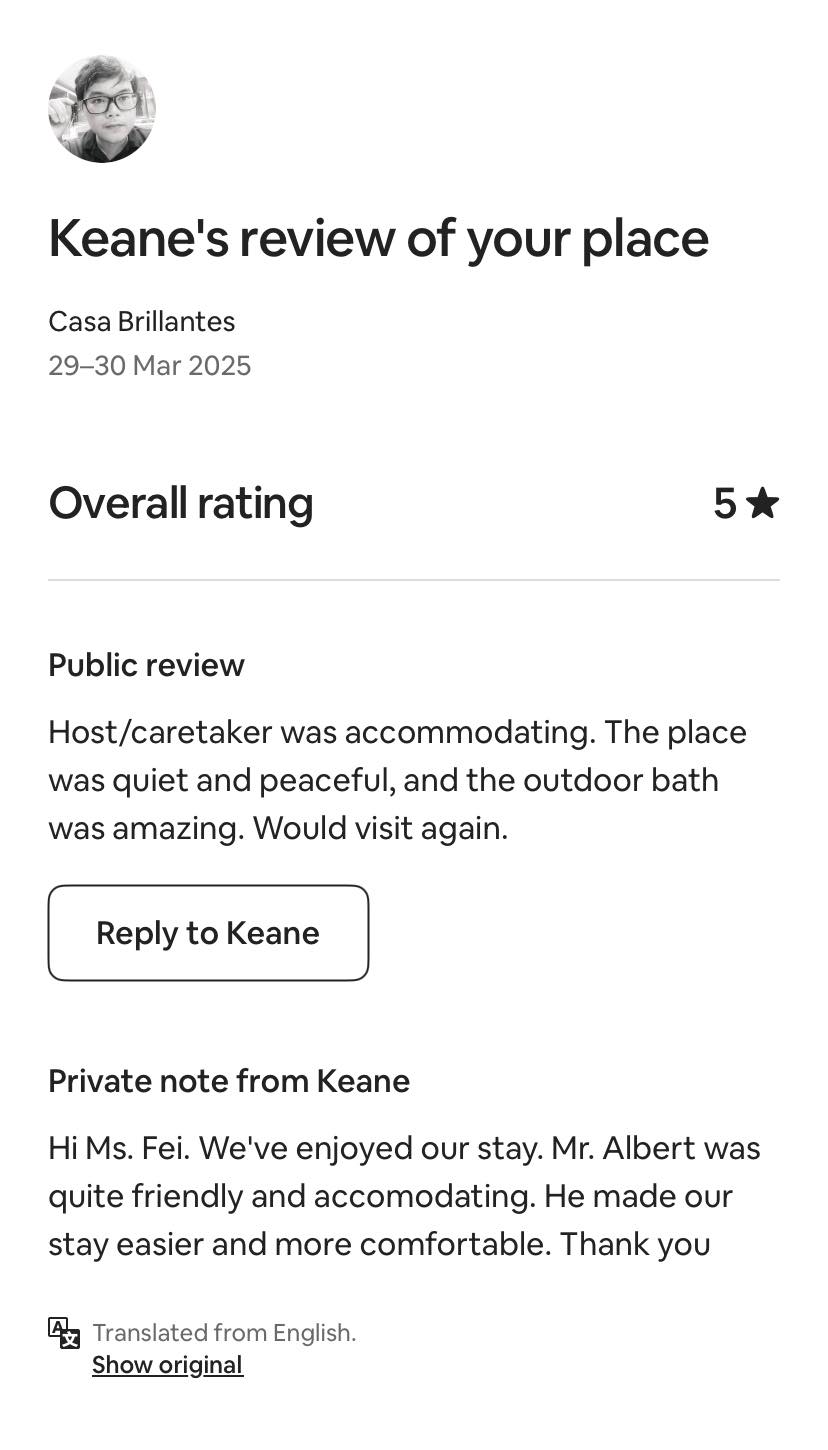 Keane's review of your place
Casa Brillantes
29–30 Mar 2025
Overall rating
5 ★
Public review
Host/caretaker was accommodating. The place
was quiet and peaceful, and the outdoor bath
was amazing. Would visit again.
Reply to Keane
Private note from Keane
Hi Ms. Fei. We've enjoyed our stay. Mr. Albert was
quite friendly and accomodating. He made our
stay easier and more comfortable. Thank you
Translated from English.
Show original